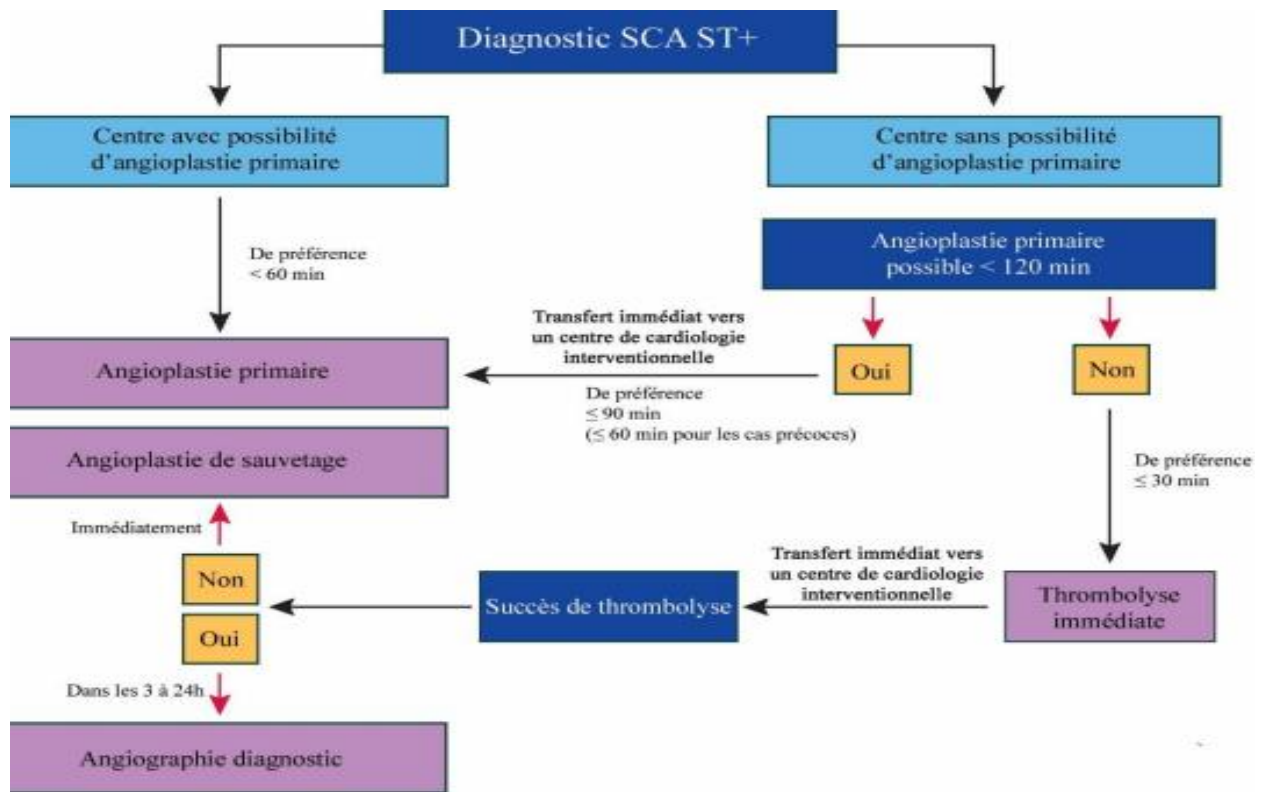 Diagnostic SCA ST+
Centre avec possibilité
d'angioplastie primaire
Centre sans possibilité
d'angioplastie primaire
De préférence
< 60 min
Angioplastie primaire
possible < 120 min
Transfert immédiat vers
un centre de cardiologie
interventionnelle
Oui
Non
Angioplastie primaire
De préférence
≤ 90 min
(≤ 60 min pour les cas précoces)
Angioplastie de sauvetage
De préférence
≤ 30 min
Immédiatement
Non
Oui
Succès de thrombolyse
Transfert immédiat vers
un centre de cardiologie
interventionnelle
Thrombolyse
immédiate
Dans les 3 à 24h
Angiographie diagnostic